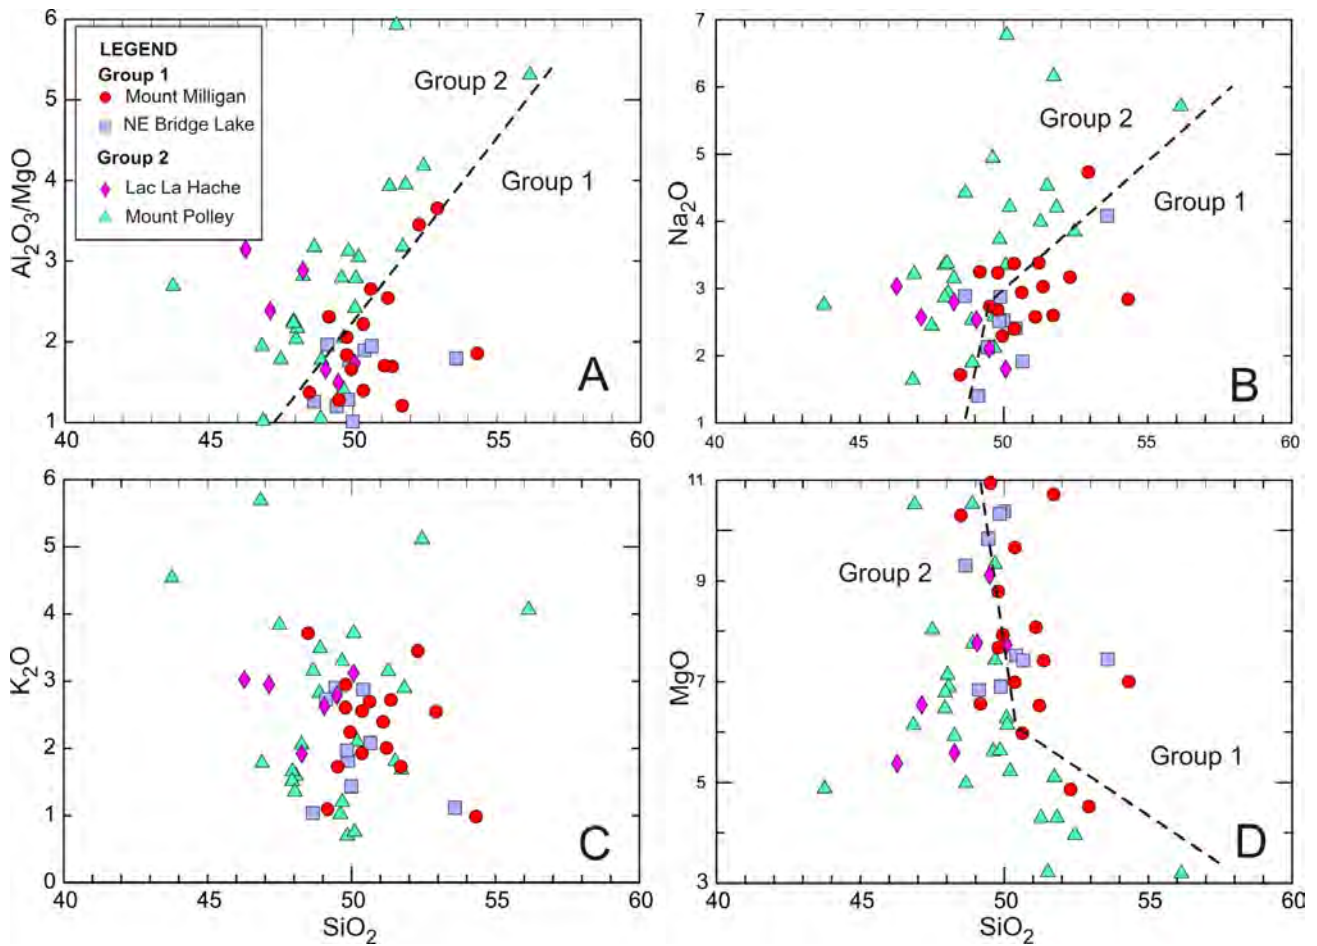 LEGEND
Group 1
Mount Milligan
NE Bridge Lake
Group 2
Lac La Hache
Mount Polley
6
5
4
3
2
1
Al₂O₃/MgO
40 45 50 55 60
Group 2
Group 1
A
7
6
5
4
3
2
1
Na₂O
40 45 50 55 60
Group 2
Group 1
B
6
5
4
3
2
1
0
K₂O
40 45 50 55 60
SiO₂
C
11
9
7
5
3
MgO
40 45 50 55 60
SiO₂
Group 2
Group 1
D